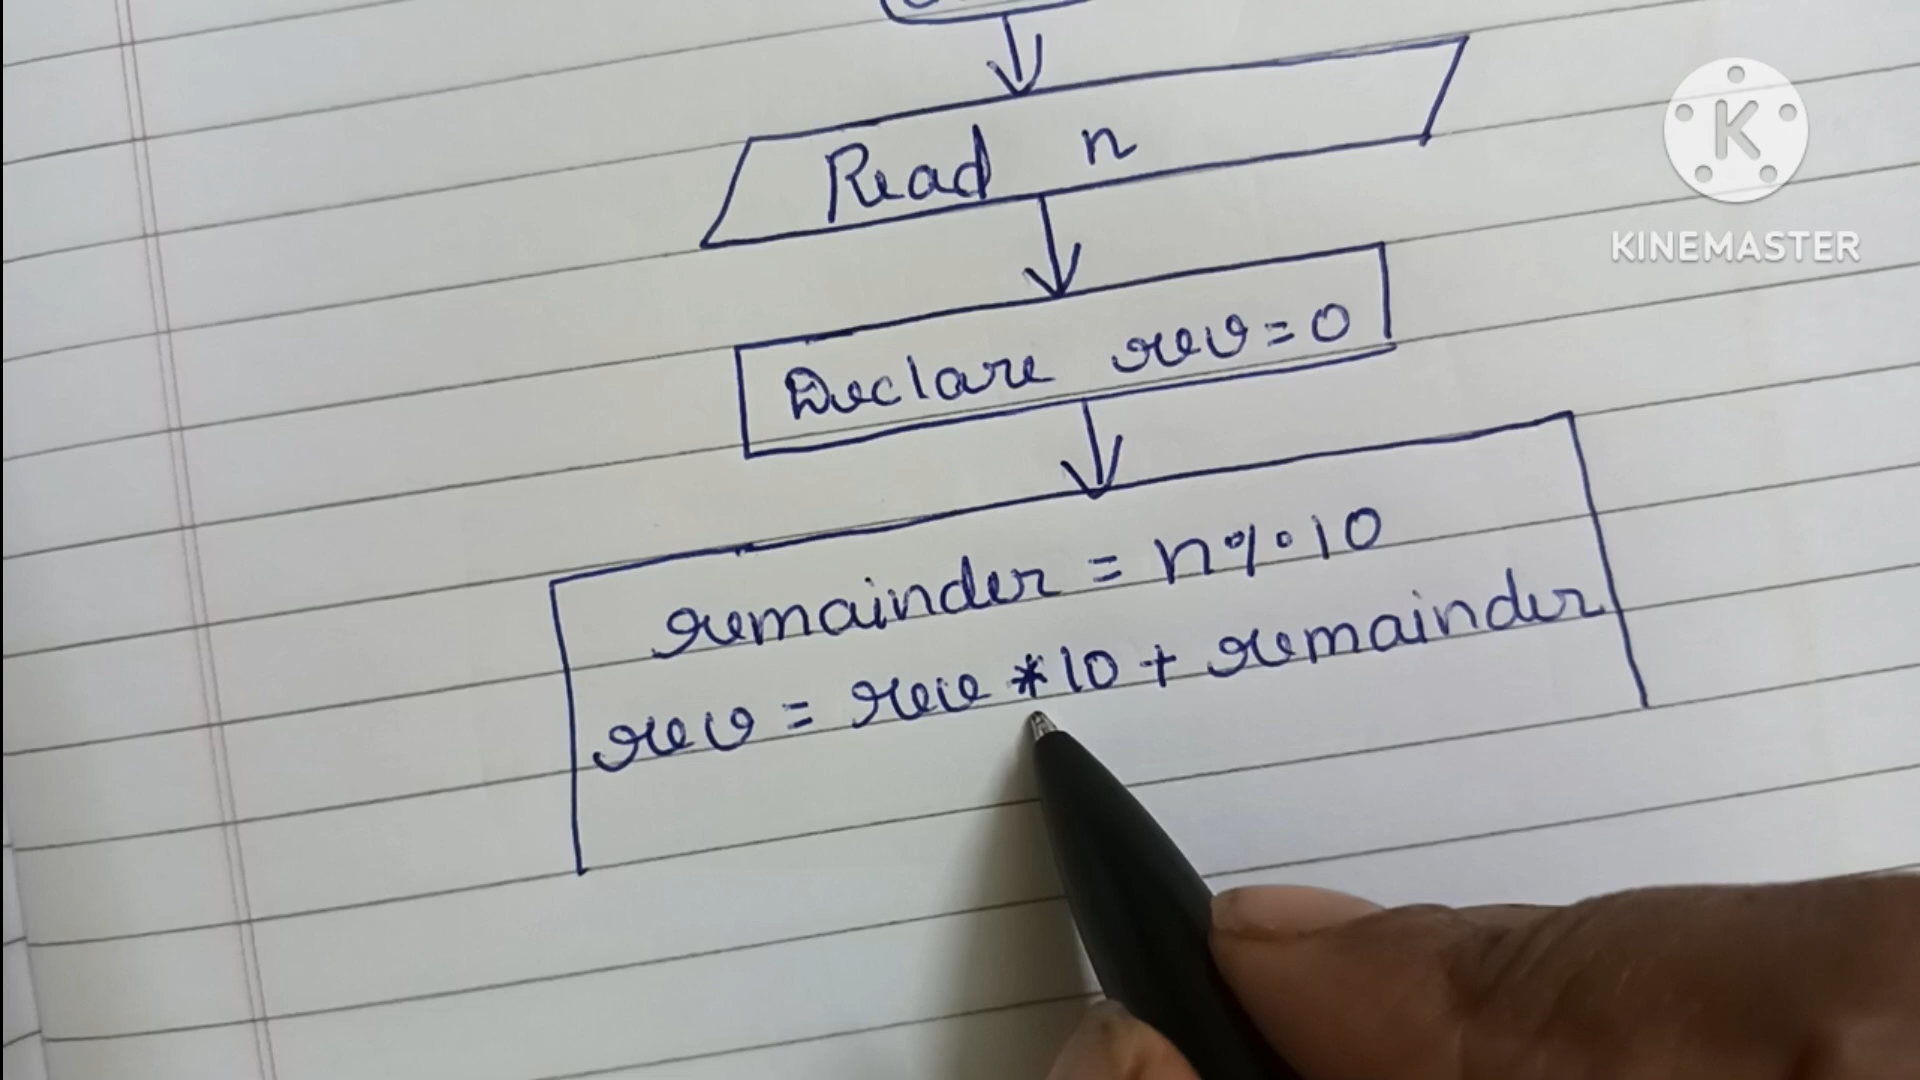 Read n
Declare rev=0
remainder = n%10
rev = rev *10 + remainder
K
KINEMASTER